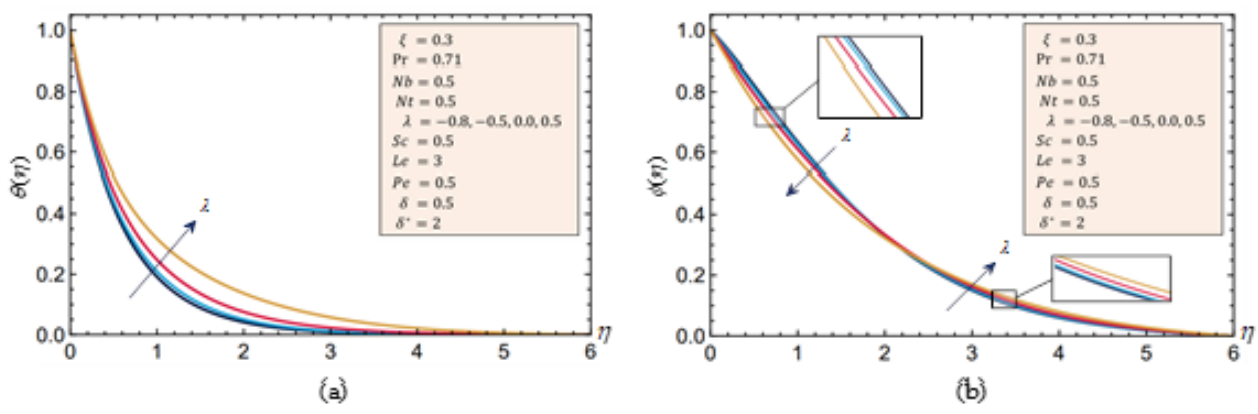 1.0
0.8
0.6
0.4
0.2
0.0
θ(η)
0 1 2 3 4 5 6 η
λ
ξ = 0.3
Pr = 0.71
Nb = 0.5
Nt = 0.5
λ = −0.8, −0.5, 0.0, 0.5
Sc = 0.5
Le = 3
Pe = 0.5
δ = 0.5
δ* = 2
(a)
1.0
0.8
0.6
0.4
0.2
0.0
ϕ(η)
0 1 2 3 4 5 6 η
λ
λ
ξ = 0.3
Pr = 0.71
Nb = 0.5
Nt = 0.5
λ = −0.8, −0.5, 0.0, 0.5
Sc = 0.5
Le = 3
Pe = 0.5
δ = 0.5
δ* = 2
(b)